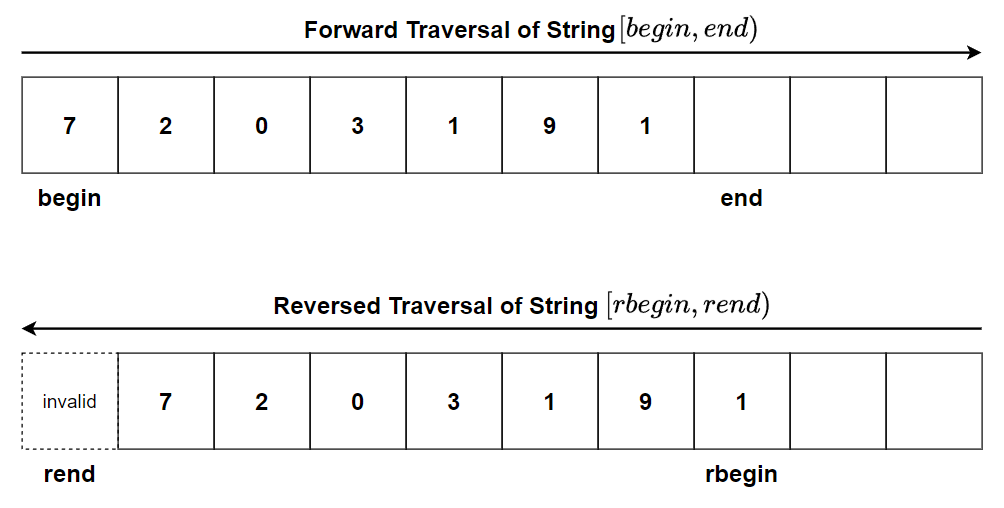 Forward Traversal of String [begin, end)
7 2 0 3 1 9 1
begin end
Reversed Traversal of String [rbegin, rend)
invalid 7 2 0 3 1 9 1
rend rbegin